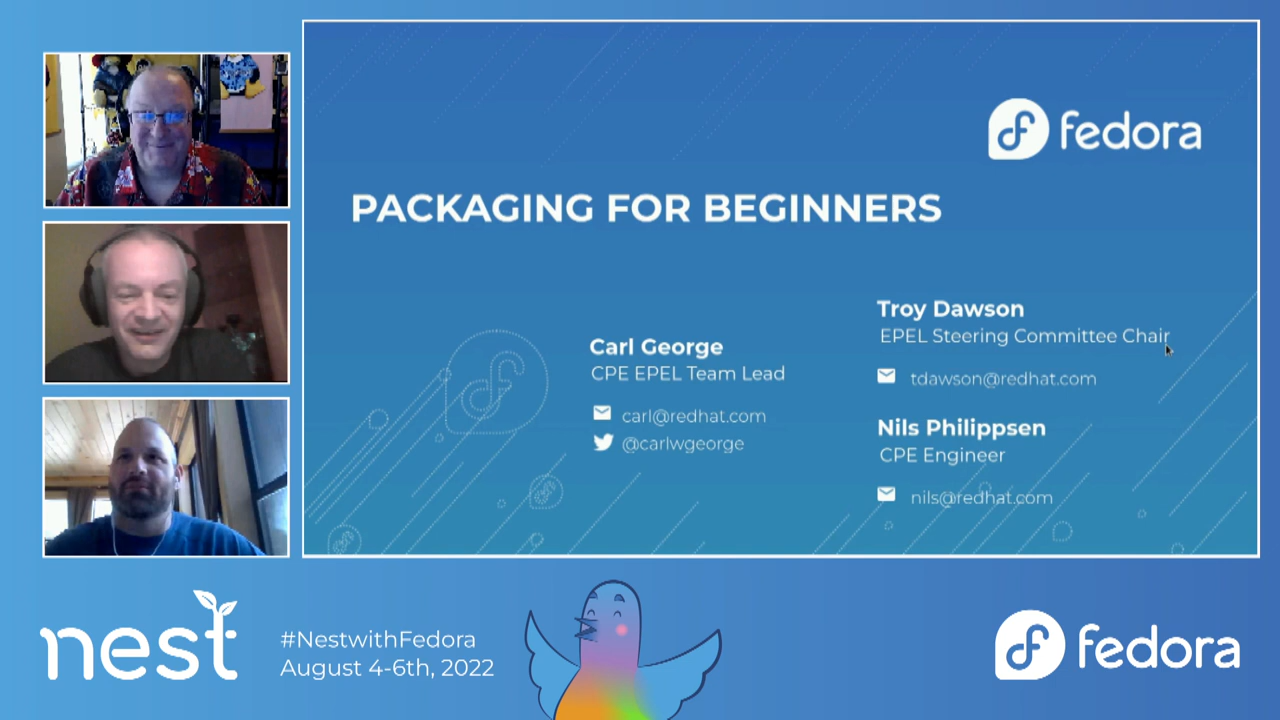 fedora
PACKAGING FOR BEGINNERS
Carl George
CPE EPEL Team Lead
carl@redhat.com
@carlwgeorge
Troy Dawson
EPEL Steering Committee Chair
tdawson@redhat.com
Nils Philippsen
CPE Engineer
nils@redhat.com
nest
#NestwithFedora
August 4-6th, 2022
fedora